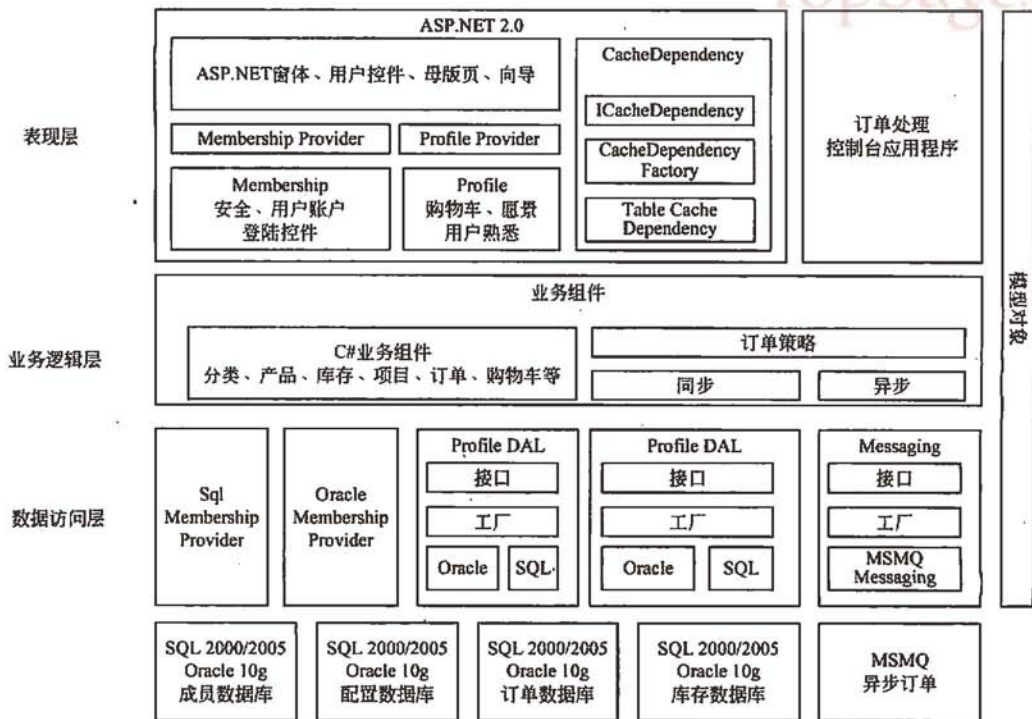 TopSage.
ASP.NET 2.0
ASP.NET窗体、用户控件、母版页、向导
Membership Provider
Profile Provider
Membership
安全、用户账户
登陆控件
Profile
购物车、愿景
用户熟悉
CacheDependency
ICacheDependency
CacheDependency
Factory
Table Cache
Dependency
订单处理
控制台应用程序
表现层
模型对象
业务逻辑层
业务组件
C#业务组件
分类、产品、库存、项目、订单、购物车等
订单策略
同步
异步
数据访问层
Sql
Membership
Provider
Oracle
Membership
Provider
Profile DAL
接口
工厂
Oracle
SQL
Profile DAL
接口
工厂
Oracle
SQL
Messaging
接口
工厂
MSMQ
Messaging
SQL 2000/2005
Oracle 10g
成员数据库
SQL 2000/2005
Oracle 10g
配置数据库
SQL 2000/2005
Oracle 10g
订单数据库
SQL 2000/2005
Oracle 10g
库存数据库
MSMQ
异步订单